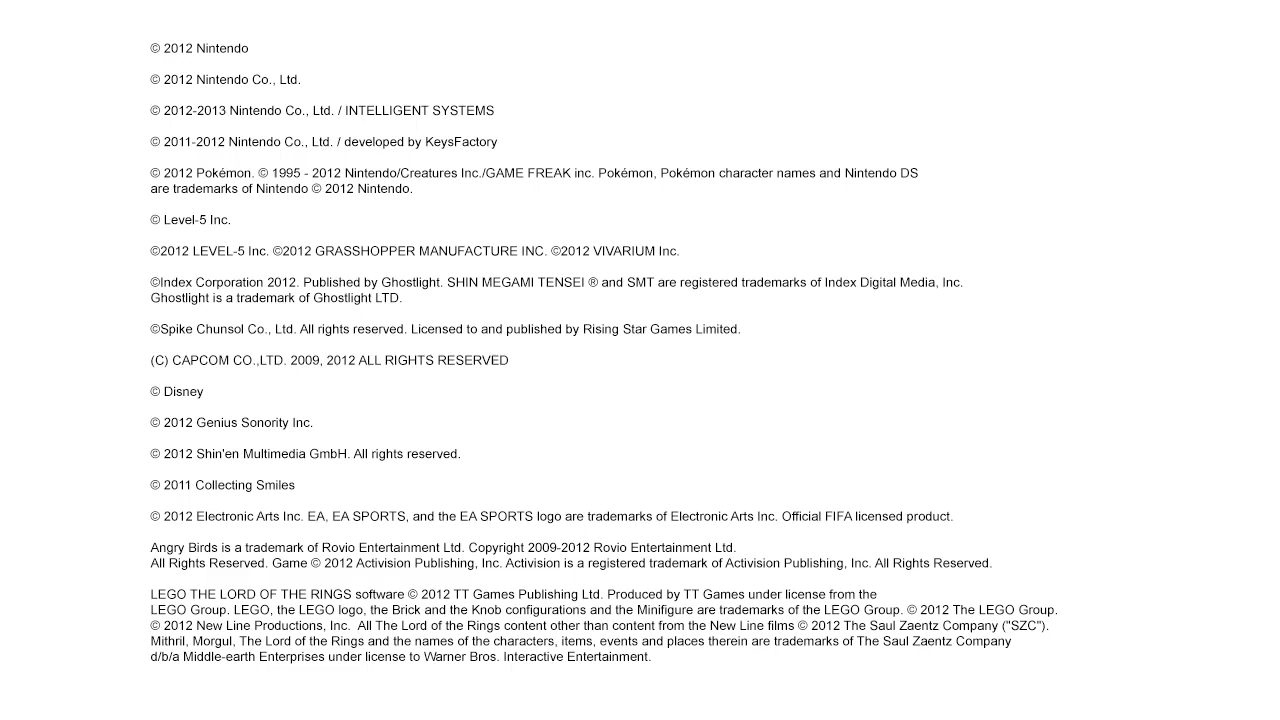 © 2012 Nintendo
© 2012 Nintendo Co., Ltd.
© 2012-2013 Nintendo Co., Ltd. / INTELLIGENT SYSTEMS
© 2011-2012 Nintendo Co., Ltd. / developed by KeysFactory
© 2012 Pokémon. © 1995 - 2012 Nintendo/Creatures Inc./GAME FREAK inc. Pokémon, Pokémon character names and Nintendo DS
are trademarks of Nintendo © 2012 Nintendo.
© Level-5 Inc.
©2012 LEVEL-5 Inc. ©2012 GRASSHOPPER MANUFACTURE INC. ©2012 VIVARIUM Inc.
©Index Corporation 2012. Published by Ghostlight. SHIN MEGAMI TENSEI ® and SMT are registered trademarks of Index Digital Media, Inc.
Ghostlight is a trademark of Ghostlight LTD.
©Spike Chunsol Co., Ltd. All rights reserved. Licensed to and published by Rising Star Games Limited.
(C) CAPCOM CO.,LTD. 2009, 2012 ALL RIGHTS RESERVED
© Disney
© 2012 Genius Sonority Inc.
© 2012 Shin'en Multimedia GmbH. All rights reserved.
© 2011 Collecting Smiles
© 2012 Electronic Arts Inc. EA, EA SPORTS, and the EA SPORTS logo are trademarks of Electronic Arts Inc. Official FIFA licensed product.
Angry Birds is a trademark of Rovio Entertainment Ltd. Copyright 2009-2012 Rovio Entertainment Ltd.
All Rights Reserved. Game © 2012 Activision Publishing, Inc. Activision is a registered trademark of Activision Publishing, Inc. All Rights Reserved.
LEGO THE LORD OF THE RINGS software © 2012 TT Games Publishing Ltd. Produced by TT Games under license from the
LEGO Group. LEGO, the LEGO logo, the Brick and the Knob configurations and the Minifigure are trademarks of the LEGO Group. © 2012 The LEGO Group.
© 2012 New Line Productions, Inc.  All The Lord of the Rings content other than content from the New Line films © 2012 The Saul Zaentz Company ("SZC").
Mithril, Morgul, The Lord of the Rings and the names of the characters, items, events and places therein are trademarks of The Saul Zaentz Company
d/b/a Middle-earth Enterprises under license to Warner Bros. Interactive Entertainment.